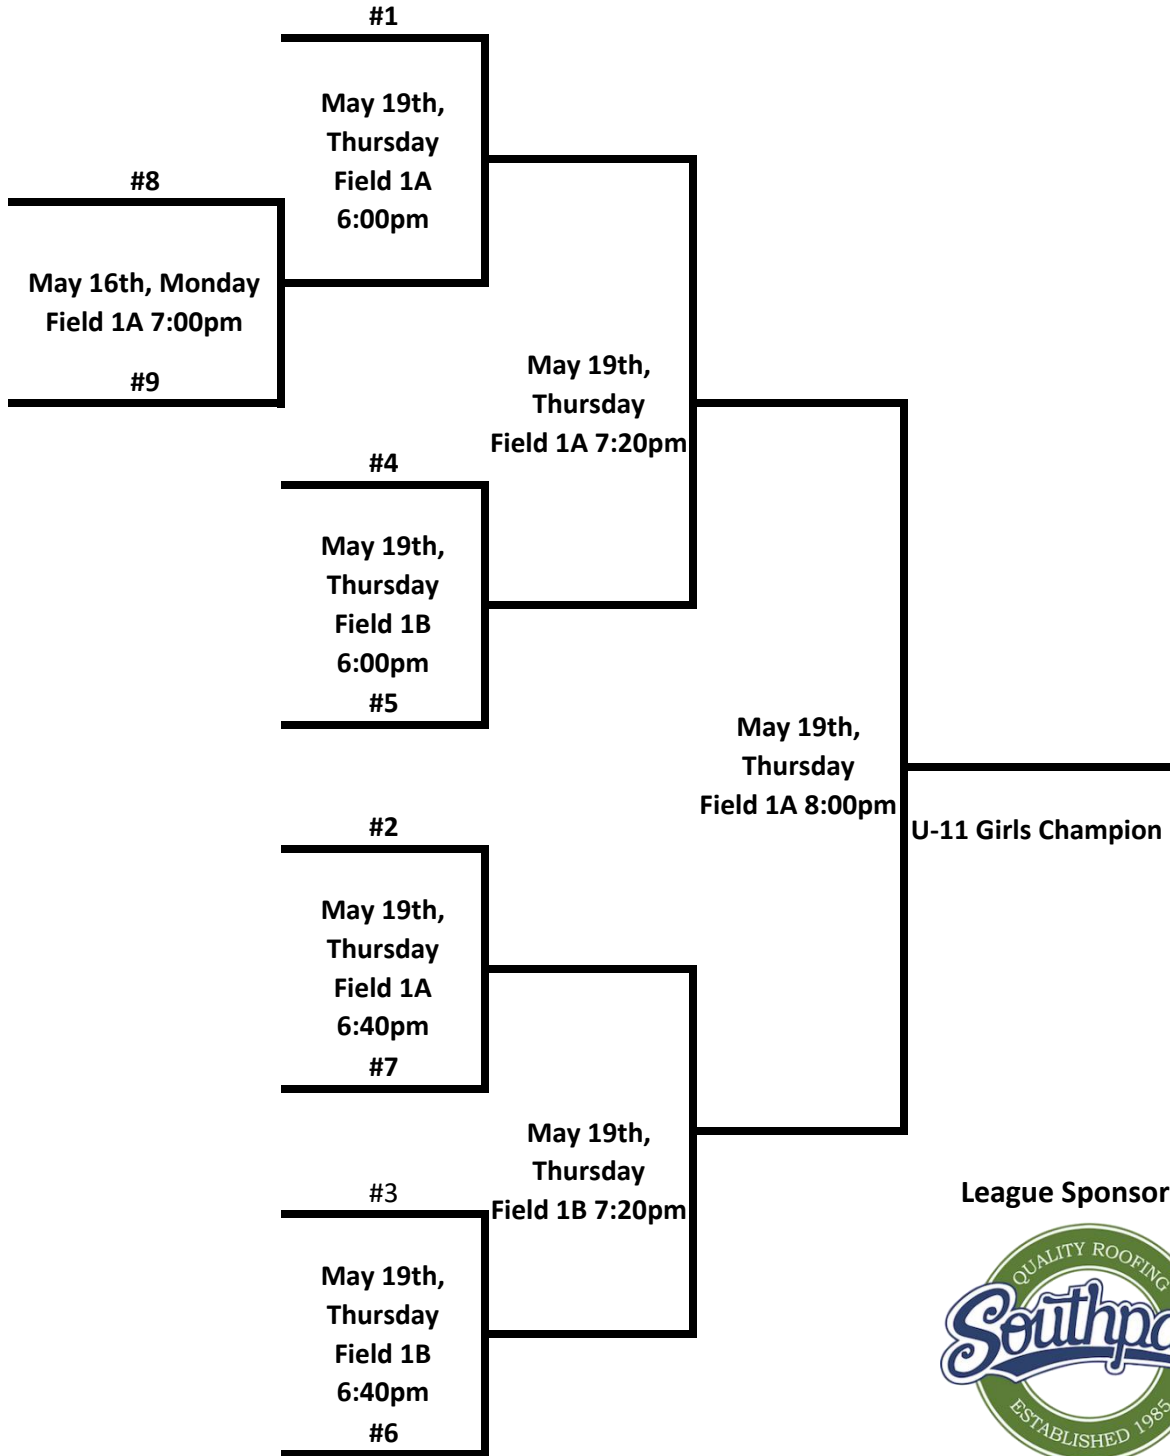 #1
May 19th,
Thursday
Field 1A
6:00pm
#8
May 16th, Monday
Field 1A 7:00pm
#9
May 19th,
Thursday
Field 1A 7:20pm
#4
May 19th,
Thursday
Field 1B
6:00pm
#5
May 19th,
Thursday
Field 1A 8:00pm
U-11 Girls Champion
#2
May 19th,
Thursday
Field 1A
6:40pm
#7
May 19th,
Thursday
Field 1B 7:20pm
#3
May 19th,
Thursday
Field 1B
6:40pm
#6
League Sponsor
QUALITY ROOFING
ESTABLISHED 1985